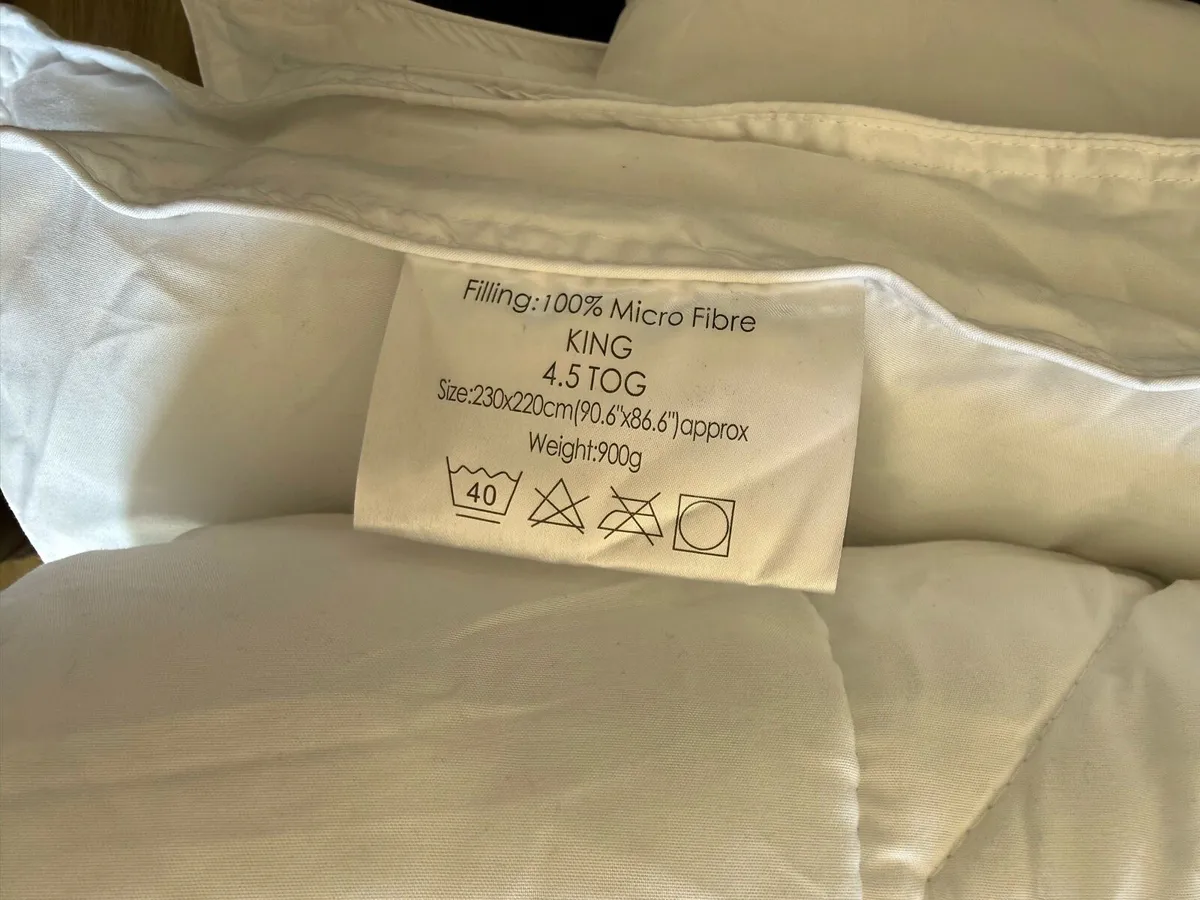 Filling:100% Micro Fibre
KING
4.5 TOG
Size:230x220cm(90.6"x86.6")approx
Weight:900g
40